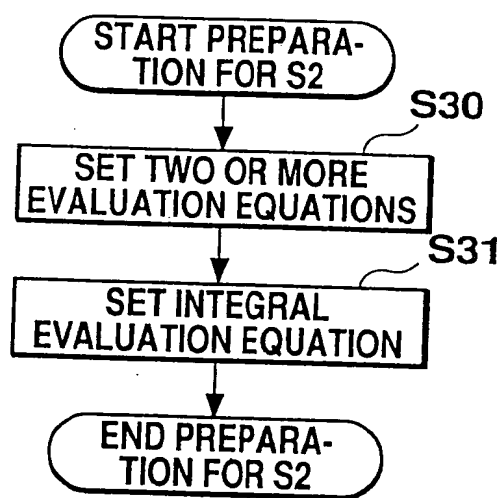 START PREPARA-
TION FOR S2
S30
SET TWO OR MORE
EVALUATION EQUATIONS
S31
SET INTEGRAL
EVALUATION EQUATION
END PREPARA-
TION FOR S2